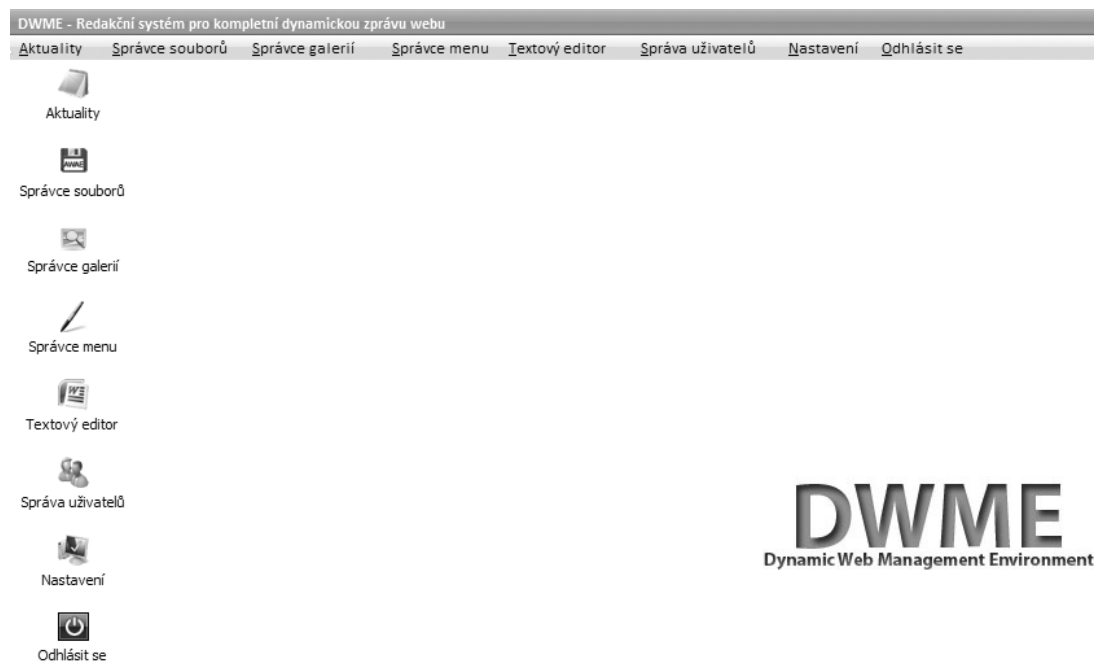 DWME - Redakční systém pro kompletní dynamickou zprávu webu
Aktuality Správce souborů Správce galerií Správce menu Textový editor Správa uživatelů Nastavení Odhlásit se
Aktuality
AWAE
Správce souborů
Správce galerií
Správce menu
W
Textový editor
Správa uživatelů
Nastavení
Odhlásit se
DWME
Dynamic Web Management Environment